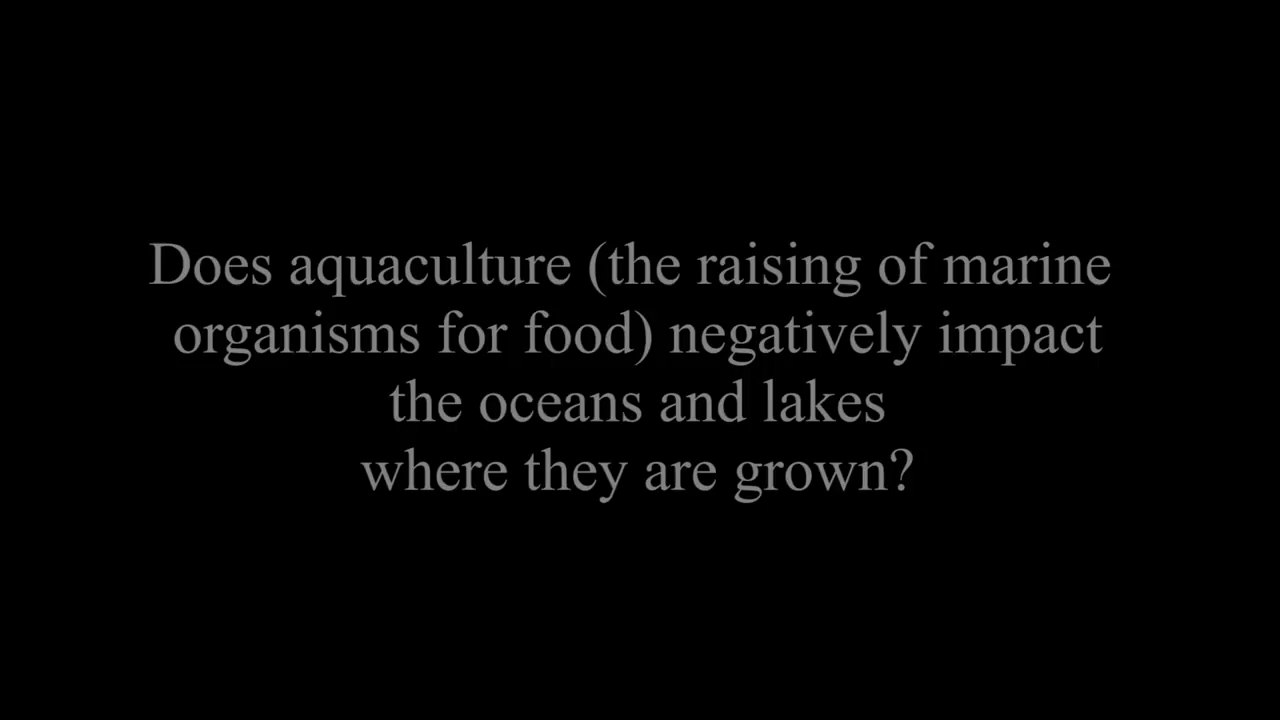 Does aquaculture (the raising of marine
organisms for food) negatively impact
the oceans and lakes
where they are grown?